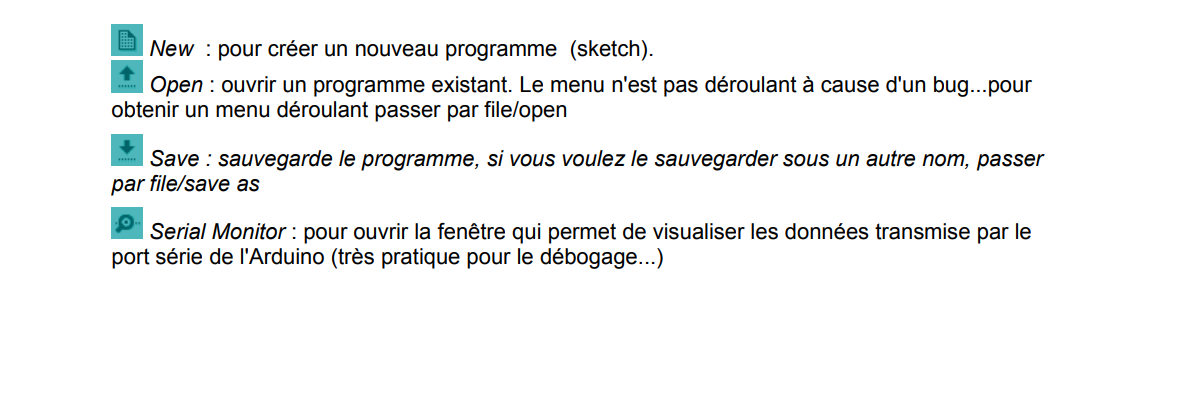 New : pour créer un nouveau programme (sketch).
Open : ouvrir un programme existant. Le menu n'est pas déroulant à cause d'un bug...pour
obtenir un menu déroulant passer par file/open
Save : sauvegarde le programme, si vous voulez le sauvegarder sous un autre nom, passer
par file/save as
Serial Monitor : pour ouvrir la fenêtre qui permet de visualiser les données transmise par le
port série de l'Arduino (très pratique pour le débogage...)